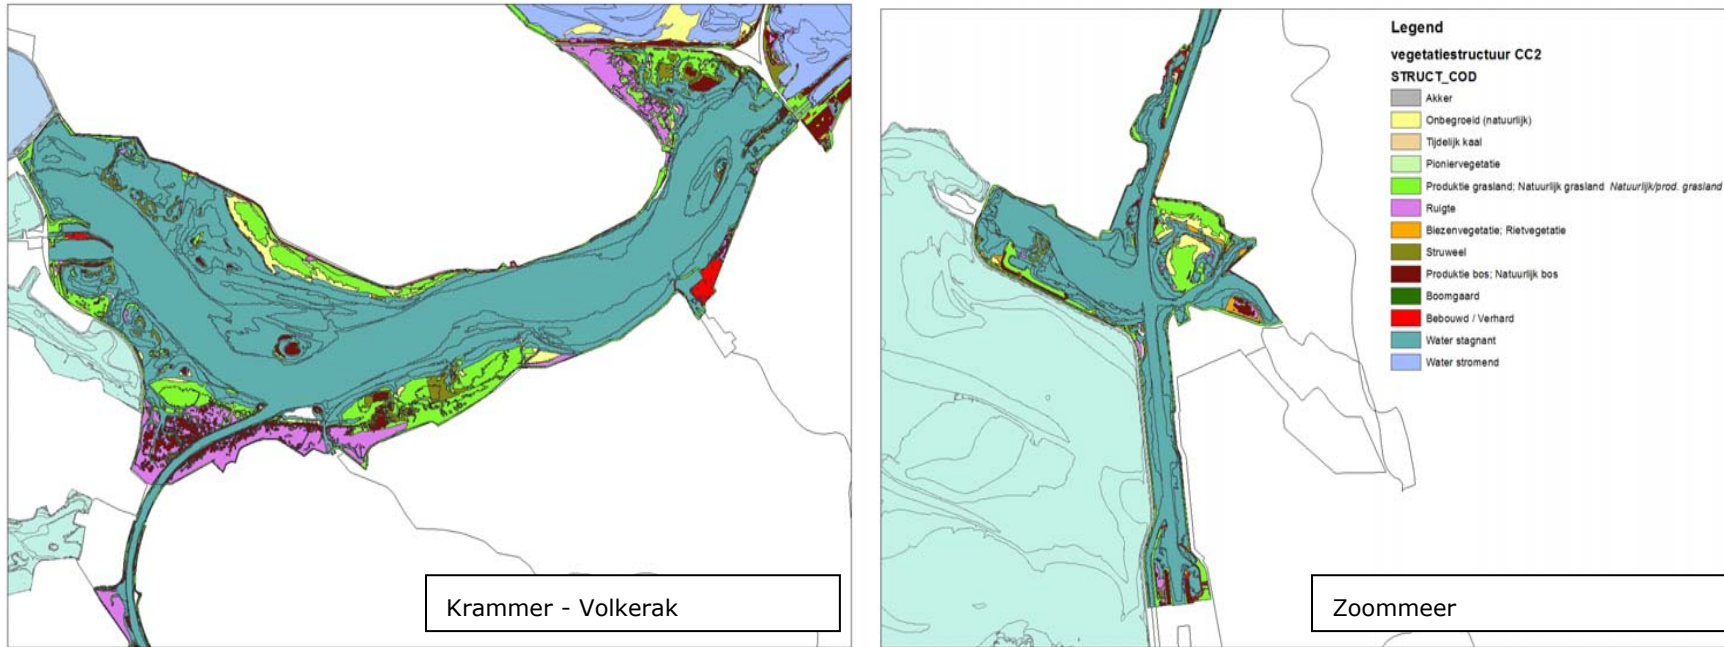 Legend
vegetatiestructuur CC2
STRUCT_COD
Akker
Onbegroeid (natuurlijk)
Tijdelijk kaal
Pioniervegetatie
Produktie grasland; Natuurlijk grasland Natuurlijk/prod. grasland
Ruigte
Biezenvegetatie; Rietvegetatie
Struweel
Produktie bos; Natuurlijk bos
Boomgaard
Bebouwd / Verhard
Water stagnant
Water stromend
Krammer - Volkerak
Zoommeer